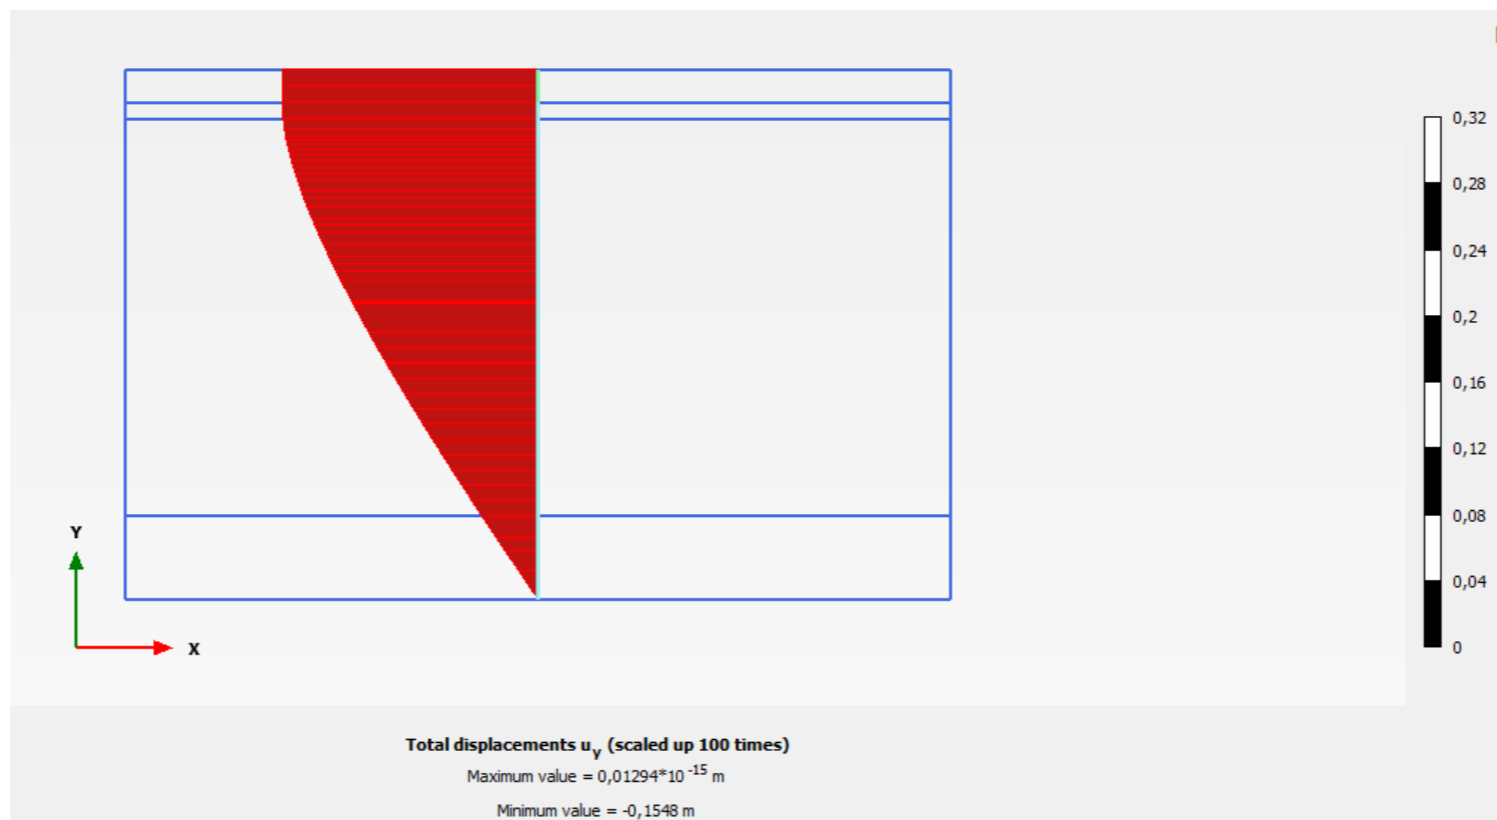 0,32
0,28
0,24
0,2
0,16
0,12
0,08
0,04
0
Y
X
Total displacements u_y (scaled up 100 times)
Maximum value = 0,01294*10^-15 m
Minimum value = -0,1548 m